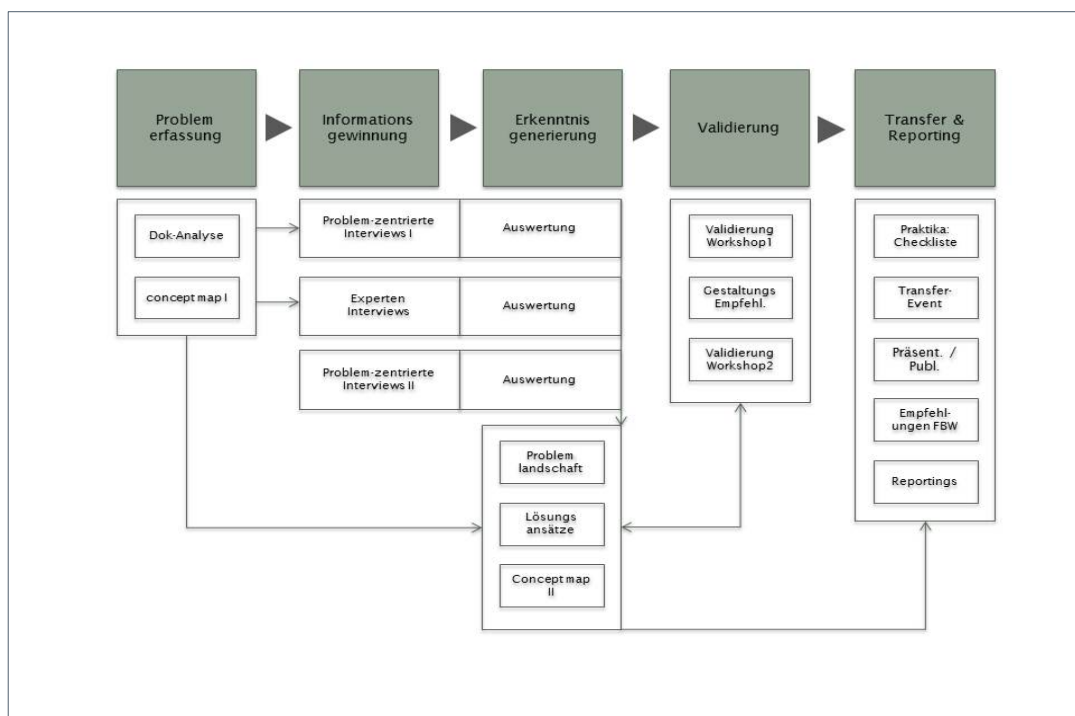 Problem
erfassung
Informations
gewinnung
Erkenntnis
generierung
Validierung
Transfer &
Reporting
Dok-Analyse
concept map I
Problem-zentrierte
Interviews I
Auswertung
Experten
Interviews
Auswertung
Problem-zentrierte
Interviews II
Auswertung
Problem
landschaft
Lösungs
ansätze
Concept map
II
Validierung
Workshop1
Gestaltungs
Empfehl.
Validierung
Workshop2
Praktika:
Checkliste
Transfer-
Event
Präsent. /
Publ.
Empfehl-
ungen FBW
Reportings